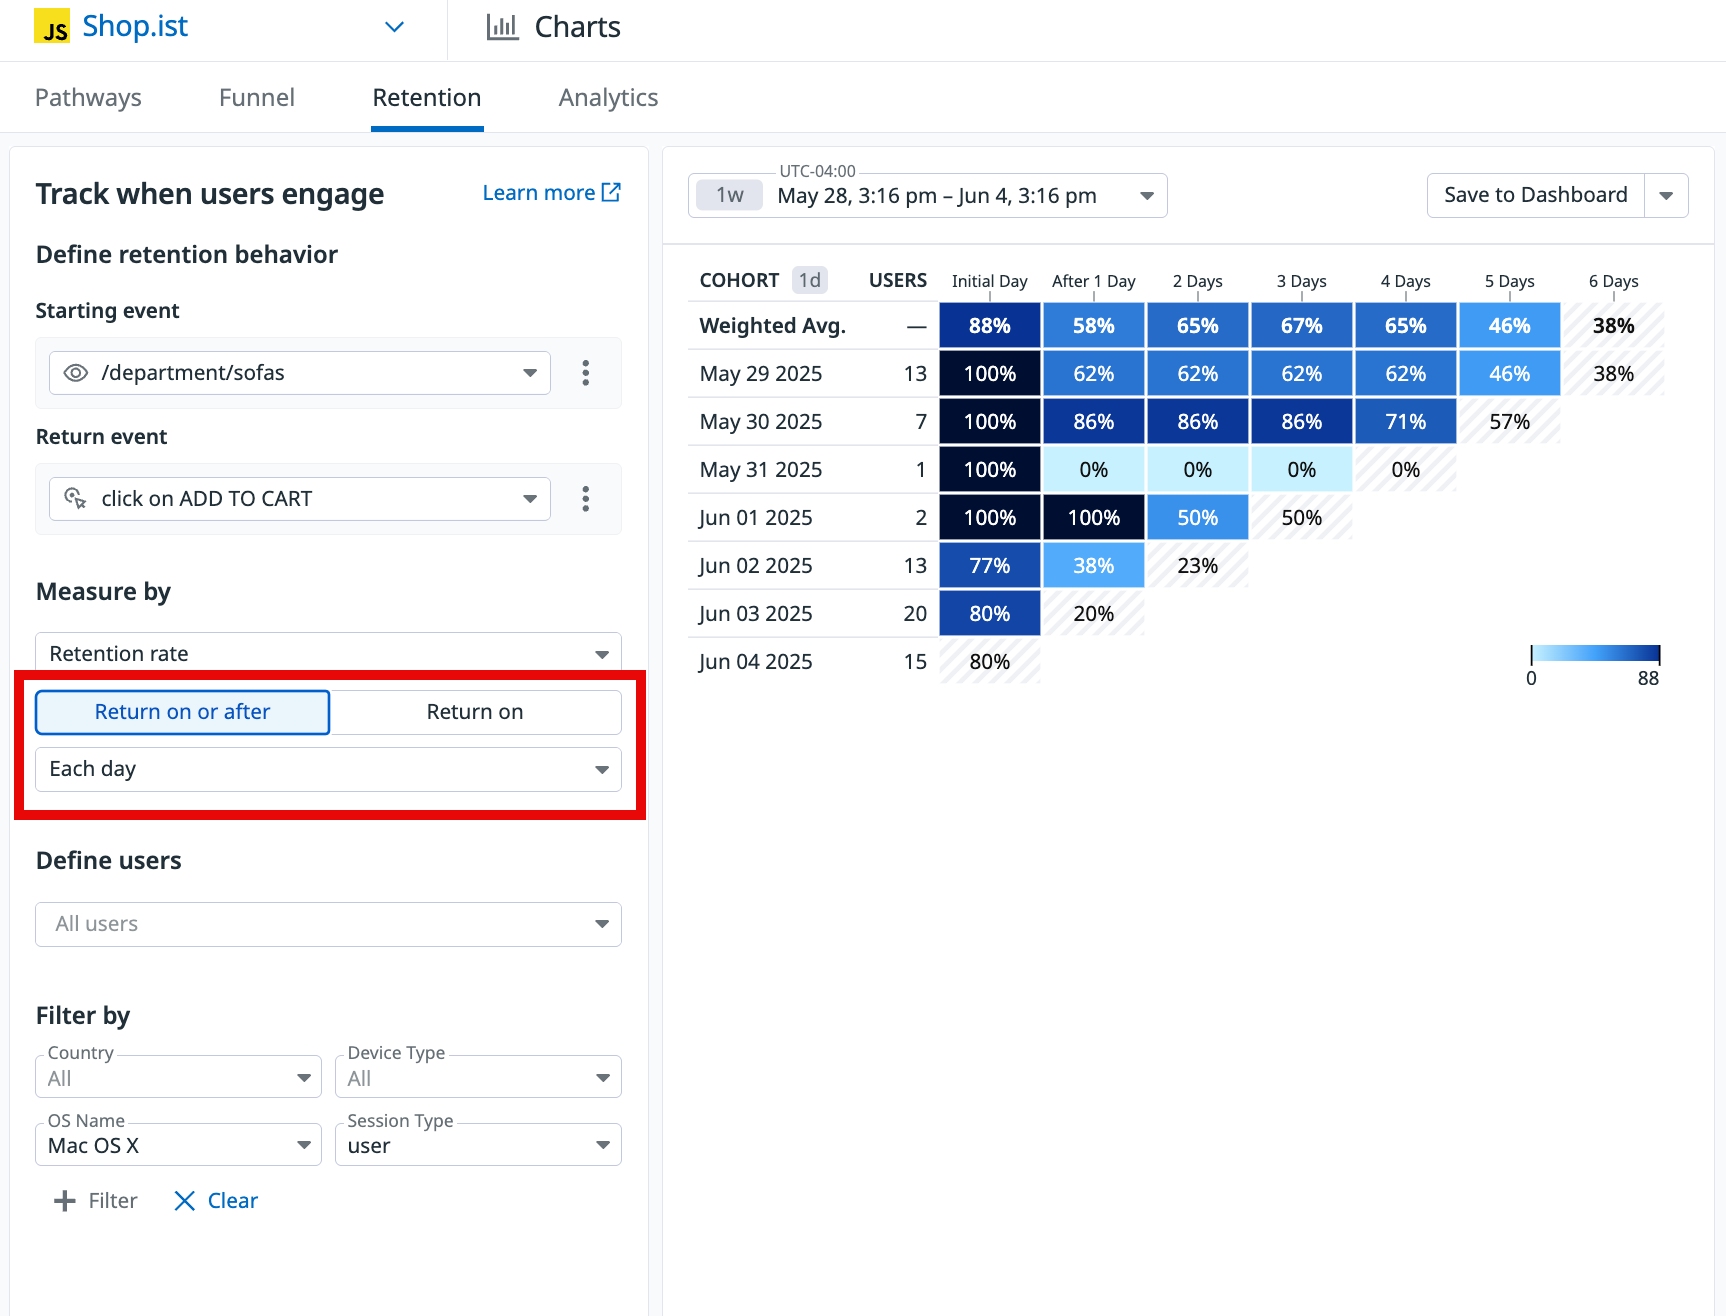 JS Shop.ist
Charts
Pathways Funnel Retention Analytics
Track when users engage
Learn more
Define retention behavior
Starting event
/department/sofas
Return event
click on ADD TO CART
Measure by
Retention rate
Return on or after Return on
Each day
Define users
All users
Filter by
Country Device Type
All All
OS Name Session Type
Mac OS X user
Filter Clear
UTC-04:00
1w May 28, 3:16 pm – Jun 4, 3:16 pm
Save to Dashboard
COHORT 1d USERS Initial Day After 1 Day 2 Days 3 Days 4 Days 5 Days 6 Days
Weighted Avg. — 88% 58% 65% 67% 65% 46% 38%
May 29 2025 13 100% 62% 62% 62% 62% 46% 38%
May 30 2025 7 100% 86% 86% 86% 71% 57%
May 31 2025 1 100% 0% 0% 0% 0%
Jun 01 2025 2 100% 100% 50% 50%
Jun 02 2025 13 77% 38% 23%
Jun 03 2025 20 80% 20%
Jun 04 2025 15 80%
0 88